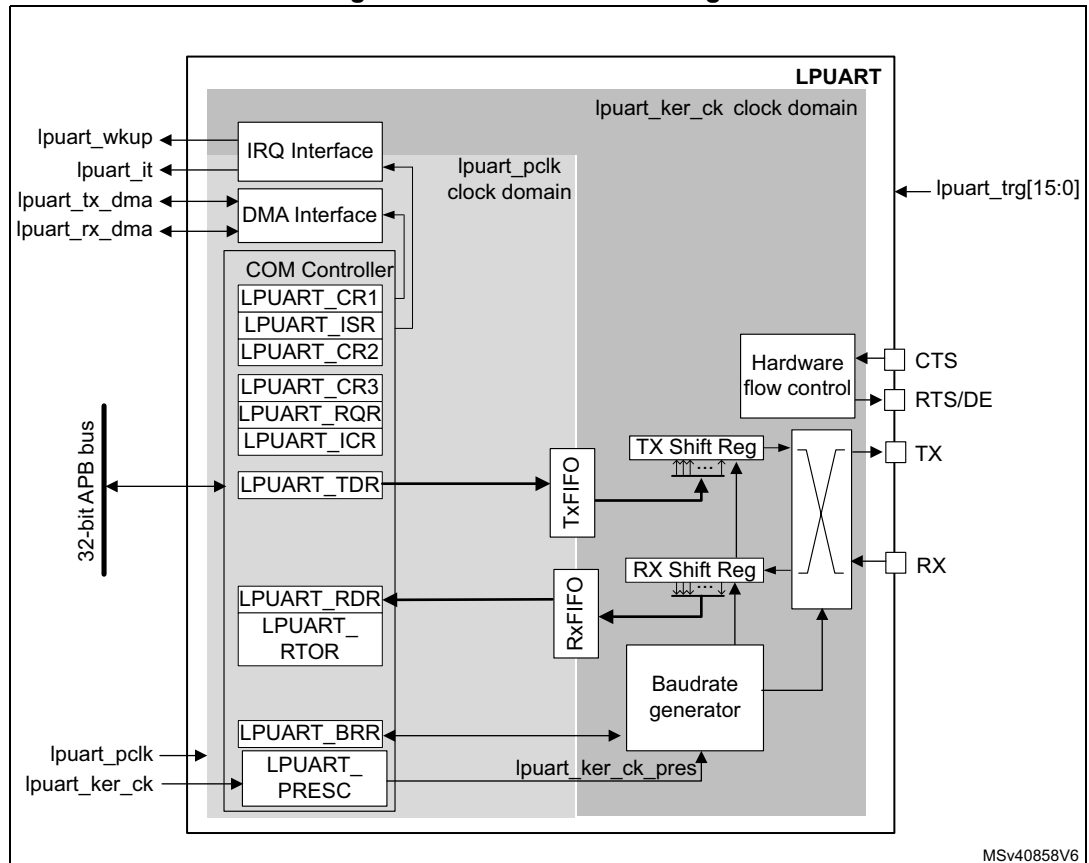 LPUART
lpuart_ker_ck clock domain
lpuart_wkup
lpuart_it
lpuart_tx_dma
lpuart_rx_dma
IRQ Interface
DMA Interface
lpuart_pclk
clock domain
lpuart_trg[15:0]
COM Controller
LPUART_CR1
LPUART_ISR
LPUART_CR2
LPUART_CR3
LPUART_RQR
LPUART_ICR
LPUART_TDR
32-bit APB bus
TxFIFO
TX Shift Reg
...
Hardware
flow control
CTS
RTS/DE
TX
RX
RX Shift Reg
...
RxFIFO
LPUART_RDR
LPUART_
RTOR
Baudrate
generator
LPUART_BRR
LPUART_
PRESC
lpuart_pclk
lpuart_ker_ck
lpuart_ker_ck_pres
MSv40858V6